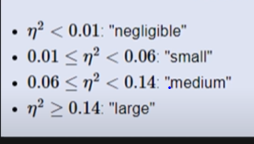 • η² < 0.01: "negligible"
• 0.01 ≤ η² < 0.06: "small"
• 0.06 ≤ η² < 0.14: "medium"
• η² ≥ 0.14: "large"